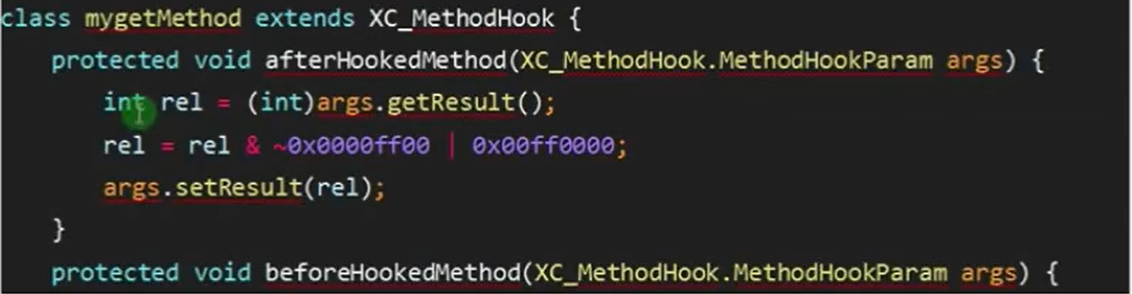 class mygetMethod extends XC_MethodHook {
protected void afterHookedMethod(XC_MethodHook.MethodHookParam args) {
int rel = (int)args.getResult();
rel = rel & ~0x0000ff00 | 0x00ff0000;
args.setResult(rel);
}
protected void beforeHookedMethod(XC_MethodHook.MethodHookParam args) {